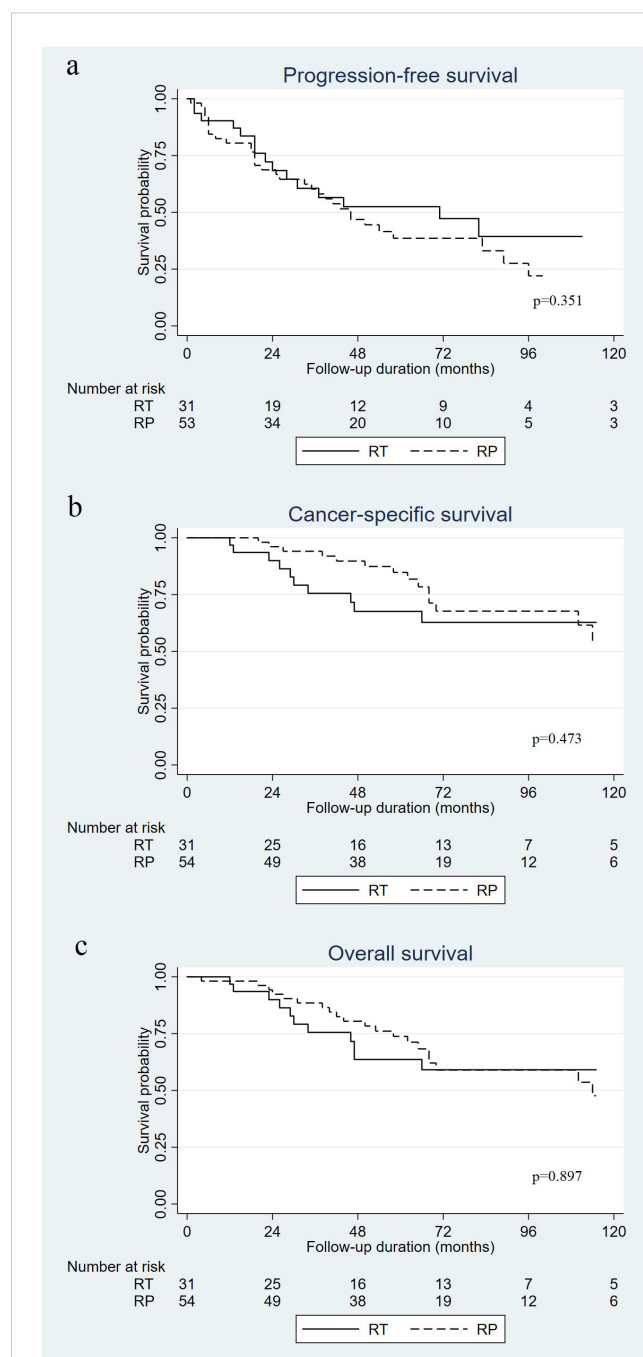 a
Progression-free survival
Survival probability
1.00
0.75
0.50
0.25
0.00
p=0.351
0 24 48 72 96 120
Follow-up duration (months)
Number at risk
RT 31 19 12 9 4 3
RP 53 34 20 10 5 3
RT RP
b
Cancer-specific survival
Survival probability
1.00
0.75
0.50
0.25
0.00
p=0.473
0 24 48 72 96 120
Follow-up duration (months)
Number at risk
RT 31 25 16 13 7 5
RP 54 49 38 19 12 6
RT RP
c
Overall survival
Survival probability
1.00
0.75
0.50
0.25
0.00
p=0.897
0 24 48 72 96 120
Follow-up duration (months)
Number at risk
RT 31 25 16 13 7 5
RP 54 49 38 19 12 6
RT RP